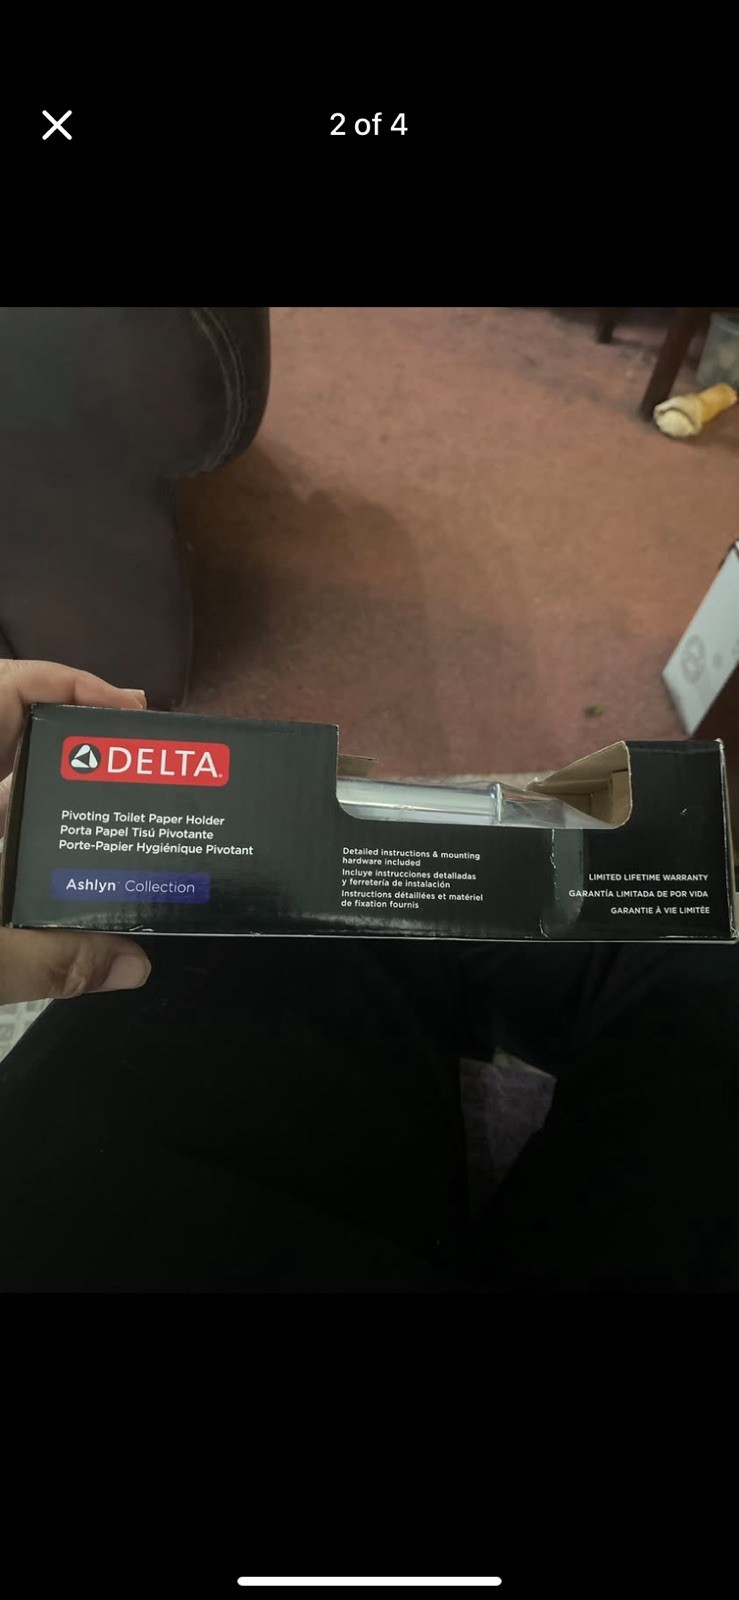 2 of 4
DELTA
Pivoting Toilet Paper Holder
Porta Papel Tisú Pivotante
Porte-Papier Hygiénique Pivotant
Ashlyn™ Collection
Detailed instructions & mounting
hardware included
Incluye instrucciones detalladas
y ferretería de instalación
Instructions détaillées et matériel
de fixation fournis
LIMITED LIFETIME WARRANTY
GARANTÍA LIMITADA DE POR VIDA
GARANTIE À VIE LIMITÉE